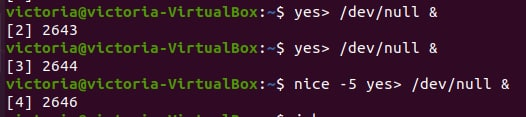 victoria@victoria-VirtualBox:~$ yes> /dev/null &
[2] 2643
victoria@victoria-VirtualBox:~$ yes> /dev/null &
[3] 2644
victoria@victoria-VirtualBox:~$ nice -5 yes> /dev/null &
[4] 2646